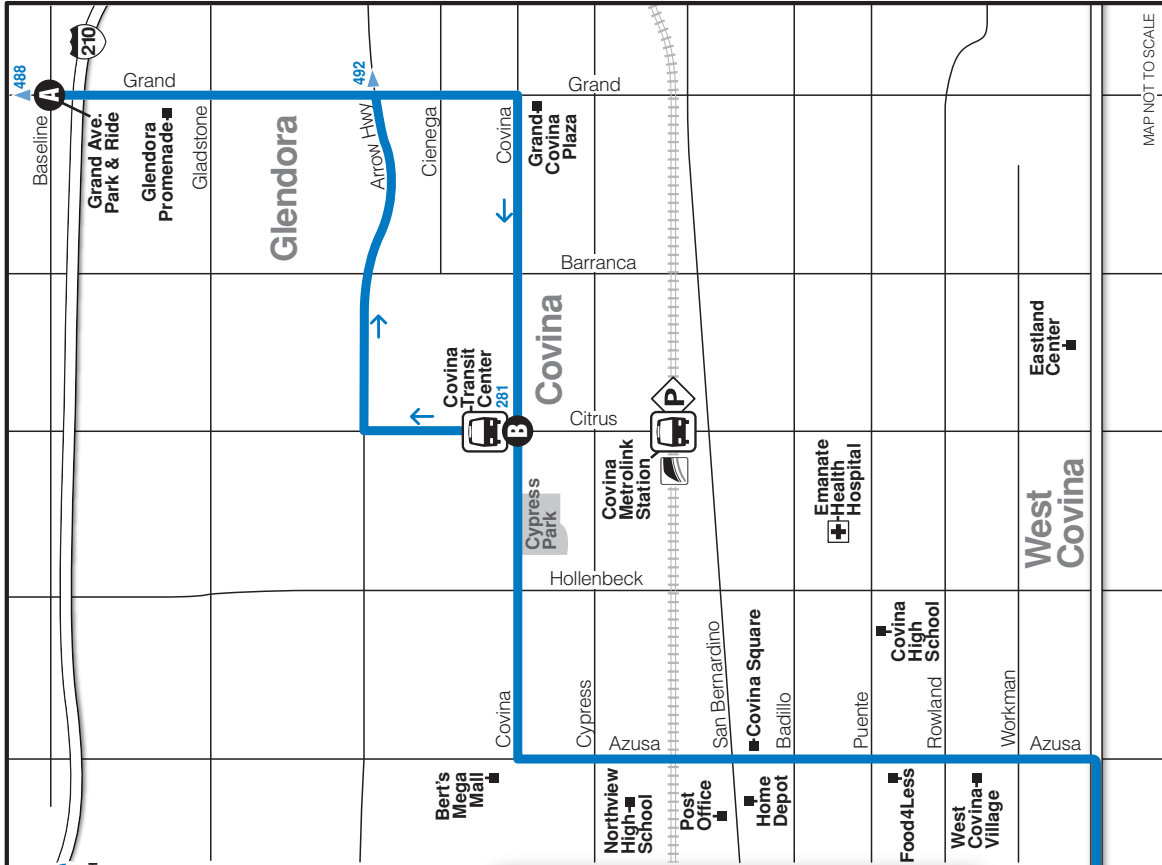 488
A
Baseline
Grand Ave.
Park & Ride
210
Grand
Glendora
Promenade
Gladstone
Glendora
492
Arrow Hwy
Cienega
Covina
Grand
Covina
Plaza
Grand
Barranca
Covina
Transit
Center
281
B
Covina
Citrus
P
Covina
Metrolink
Station
Cypress
Park
Hollenbeck
Emanate
Health
Hospital
Eastland
Center
West
Covina
Covina
Cypress
Azusa
San Bernardino
Covina Square
Badillo
Puente
Covina
High
School
Rowland
Workman
Azusa
Bert's
Mega
Mall
Northview
High
School
Post
Office
Home
Depot
Food4Less
West
Covina
Village
MAP NOT TO SCALE